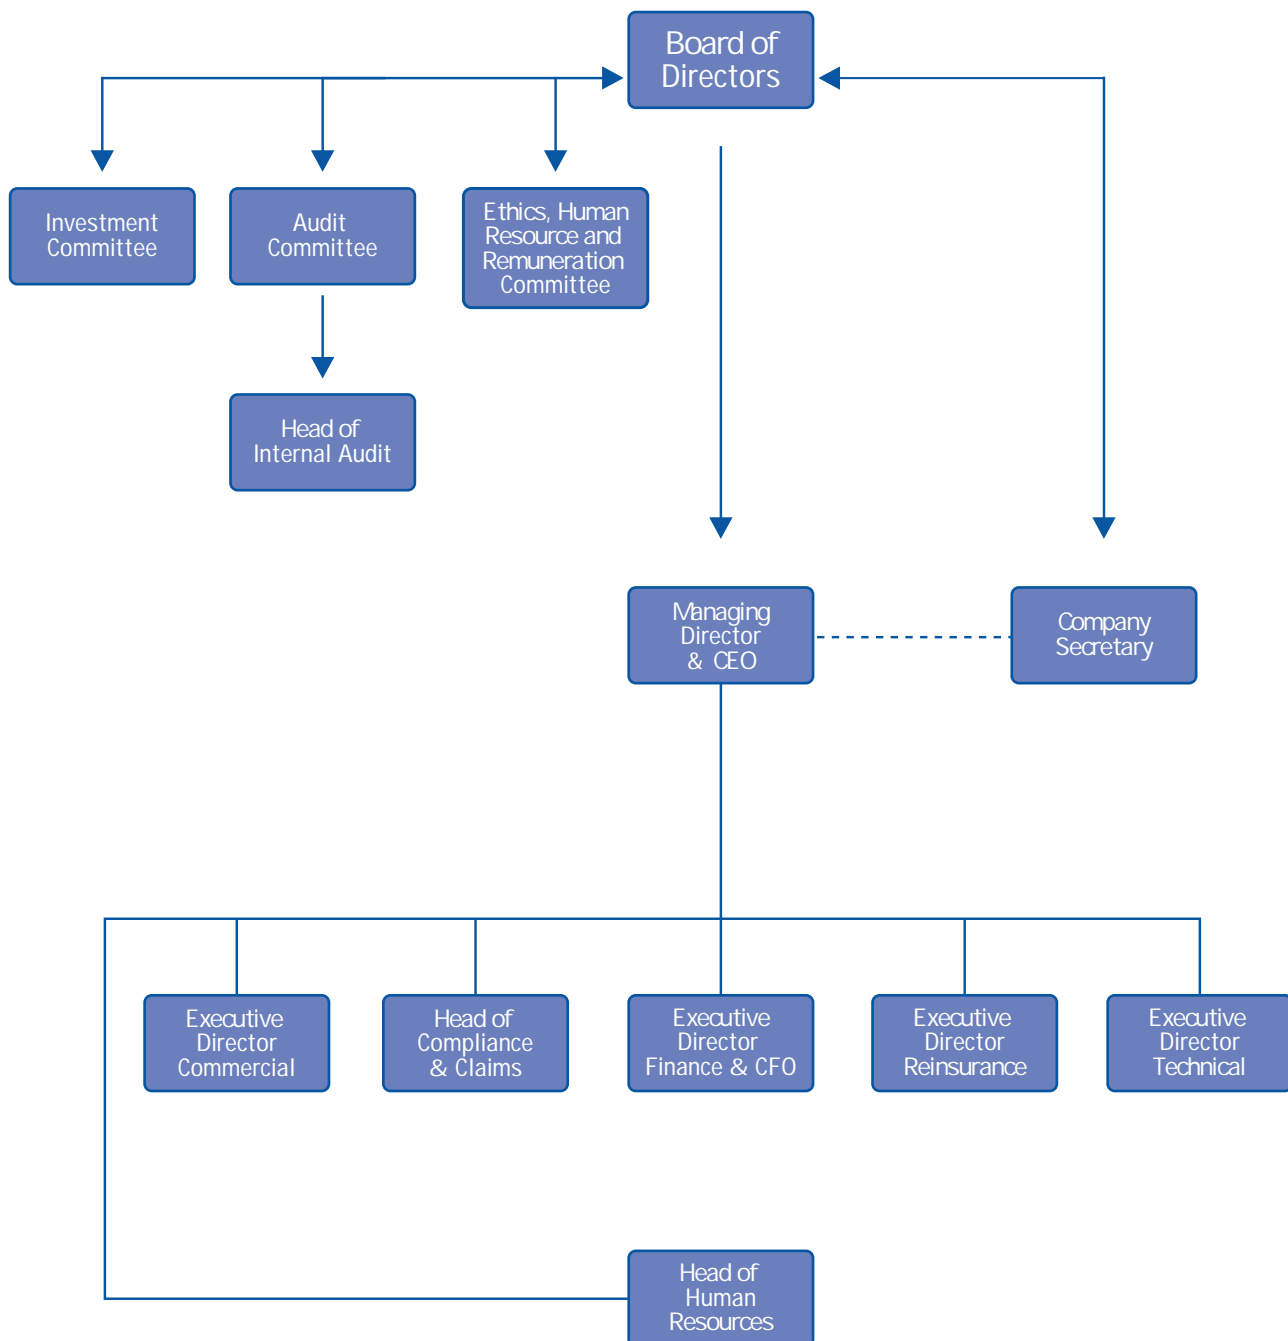 Board of
Directors
Investment
Committee
Audit
Committee
Ethics, Human
Resource and
Remuneration
Committee
Head of
Internal Audit
Managing
Director
& CEO
Company
Secretary
Executive
Director
Commercial
Head of
Compliance
& Claims
Executive
Director
Finance & CFO
Executive
Director
Reinsurance
Executive
Director
Technical
Head of
Human
Resources